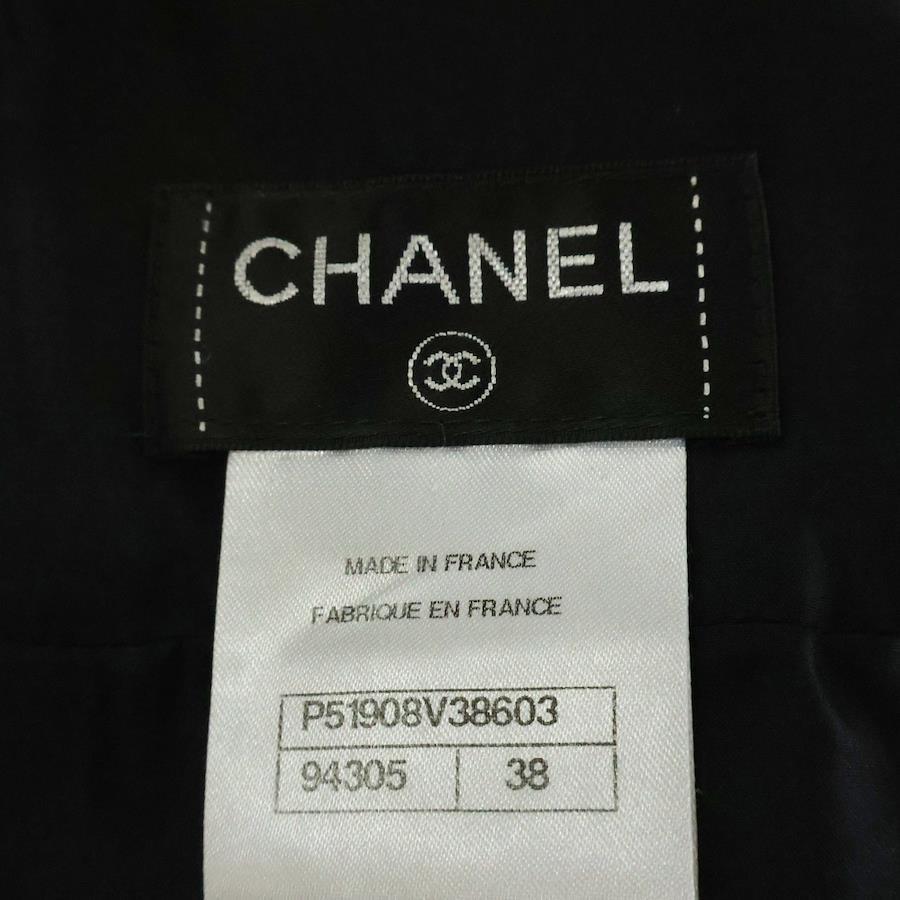 CHANEL
MADE IN FRANCE
FABRIQUE EN FRANCE
P51908V38603
94305 38